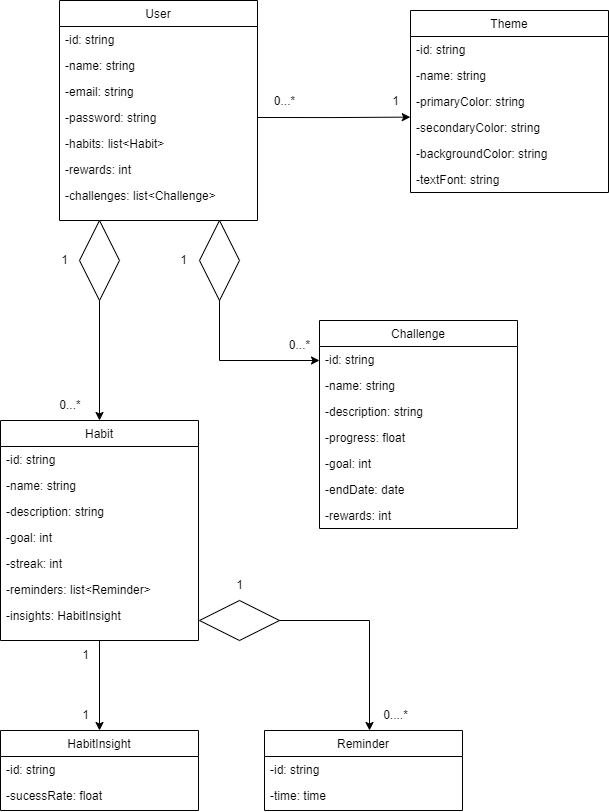 User
-id: string
-name: string
-email: string
-password: string
-habits: list<Habit>
-rewards: int
-challenges: list<Challenge>
0...*
1
Theme
-id: string
-name: string
-primaryColor: string
-secondaryColor: string
-backgroundColor: string
-textFont: string
1
1
0...*
Challenge
-id: string
-name: string
-description: string
-progress: float
-goal: int
-endDate: date
-rewards: int
0...*
Habit
-id: string
-name: string
-description: string
-goal: int
-streak: int
-reminders: list<Reminder>
-insights: HabitInsight
1
1
1
0....*
HabitInsight
-id: string
-sucessRate: float
Reminder
-id: string
-time: time